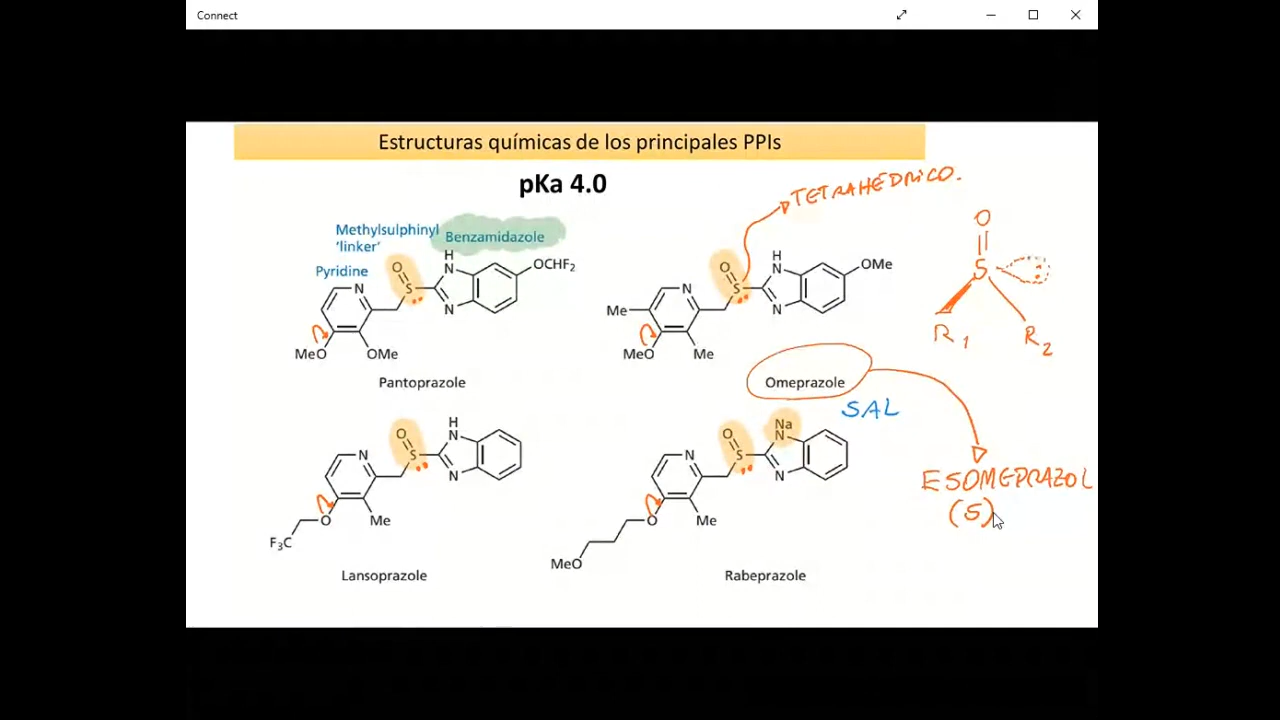 Connect
Estructuras químicas de los principales PPIs
pKa 4.0
TETRAHÉDRICO.
Methylsulphinyl
'linker'
Benzamidazole
Pyridine
O
S
N
H
N
N
OCHF2
MeO
OMe
Pantoprazole
O
S
N
H
N
N
OMe
Me
MeO
Me
Omeprazole
O
S
R1
R2
SAL
O
S
N
H
N
N
O
Me
F3C
Lansoprazole
O
S
N
Na
N
N
O
Me
MeO
Rabeprazole
ESOMEPRAZOL
(S)